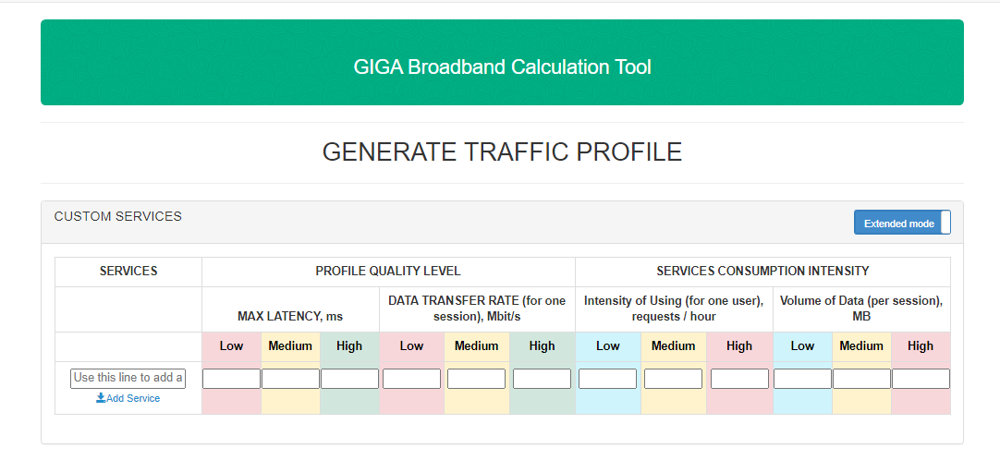 GIGA Broadband Calculation Tool
GENERATE TRAFFIC PROFILE
CUSTOM SERVICES
Extended mode
SERVICES PROFILE QUALITY LEVEL SERVICES CONSUMPTION INTENSITY
MAX LATENCY, ms
DATA TRANSFER RATE (for one
session), Mbit/s
Intensity of Using (for one user),
requests / hour
Volume of Data (per session),
MB
Low Medium High Low Medium High Low Medium High Low Medium High
Use this line to add a
Add Service